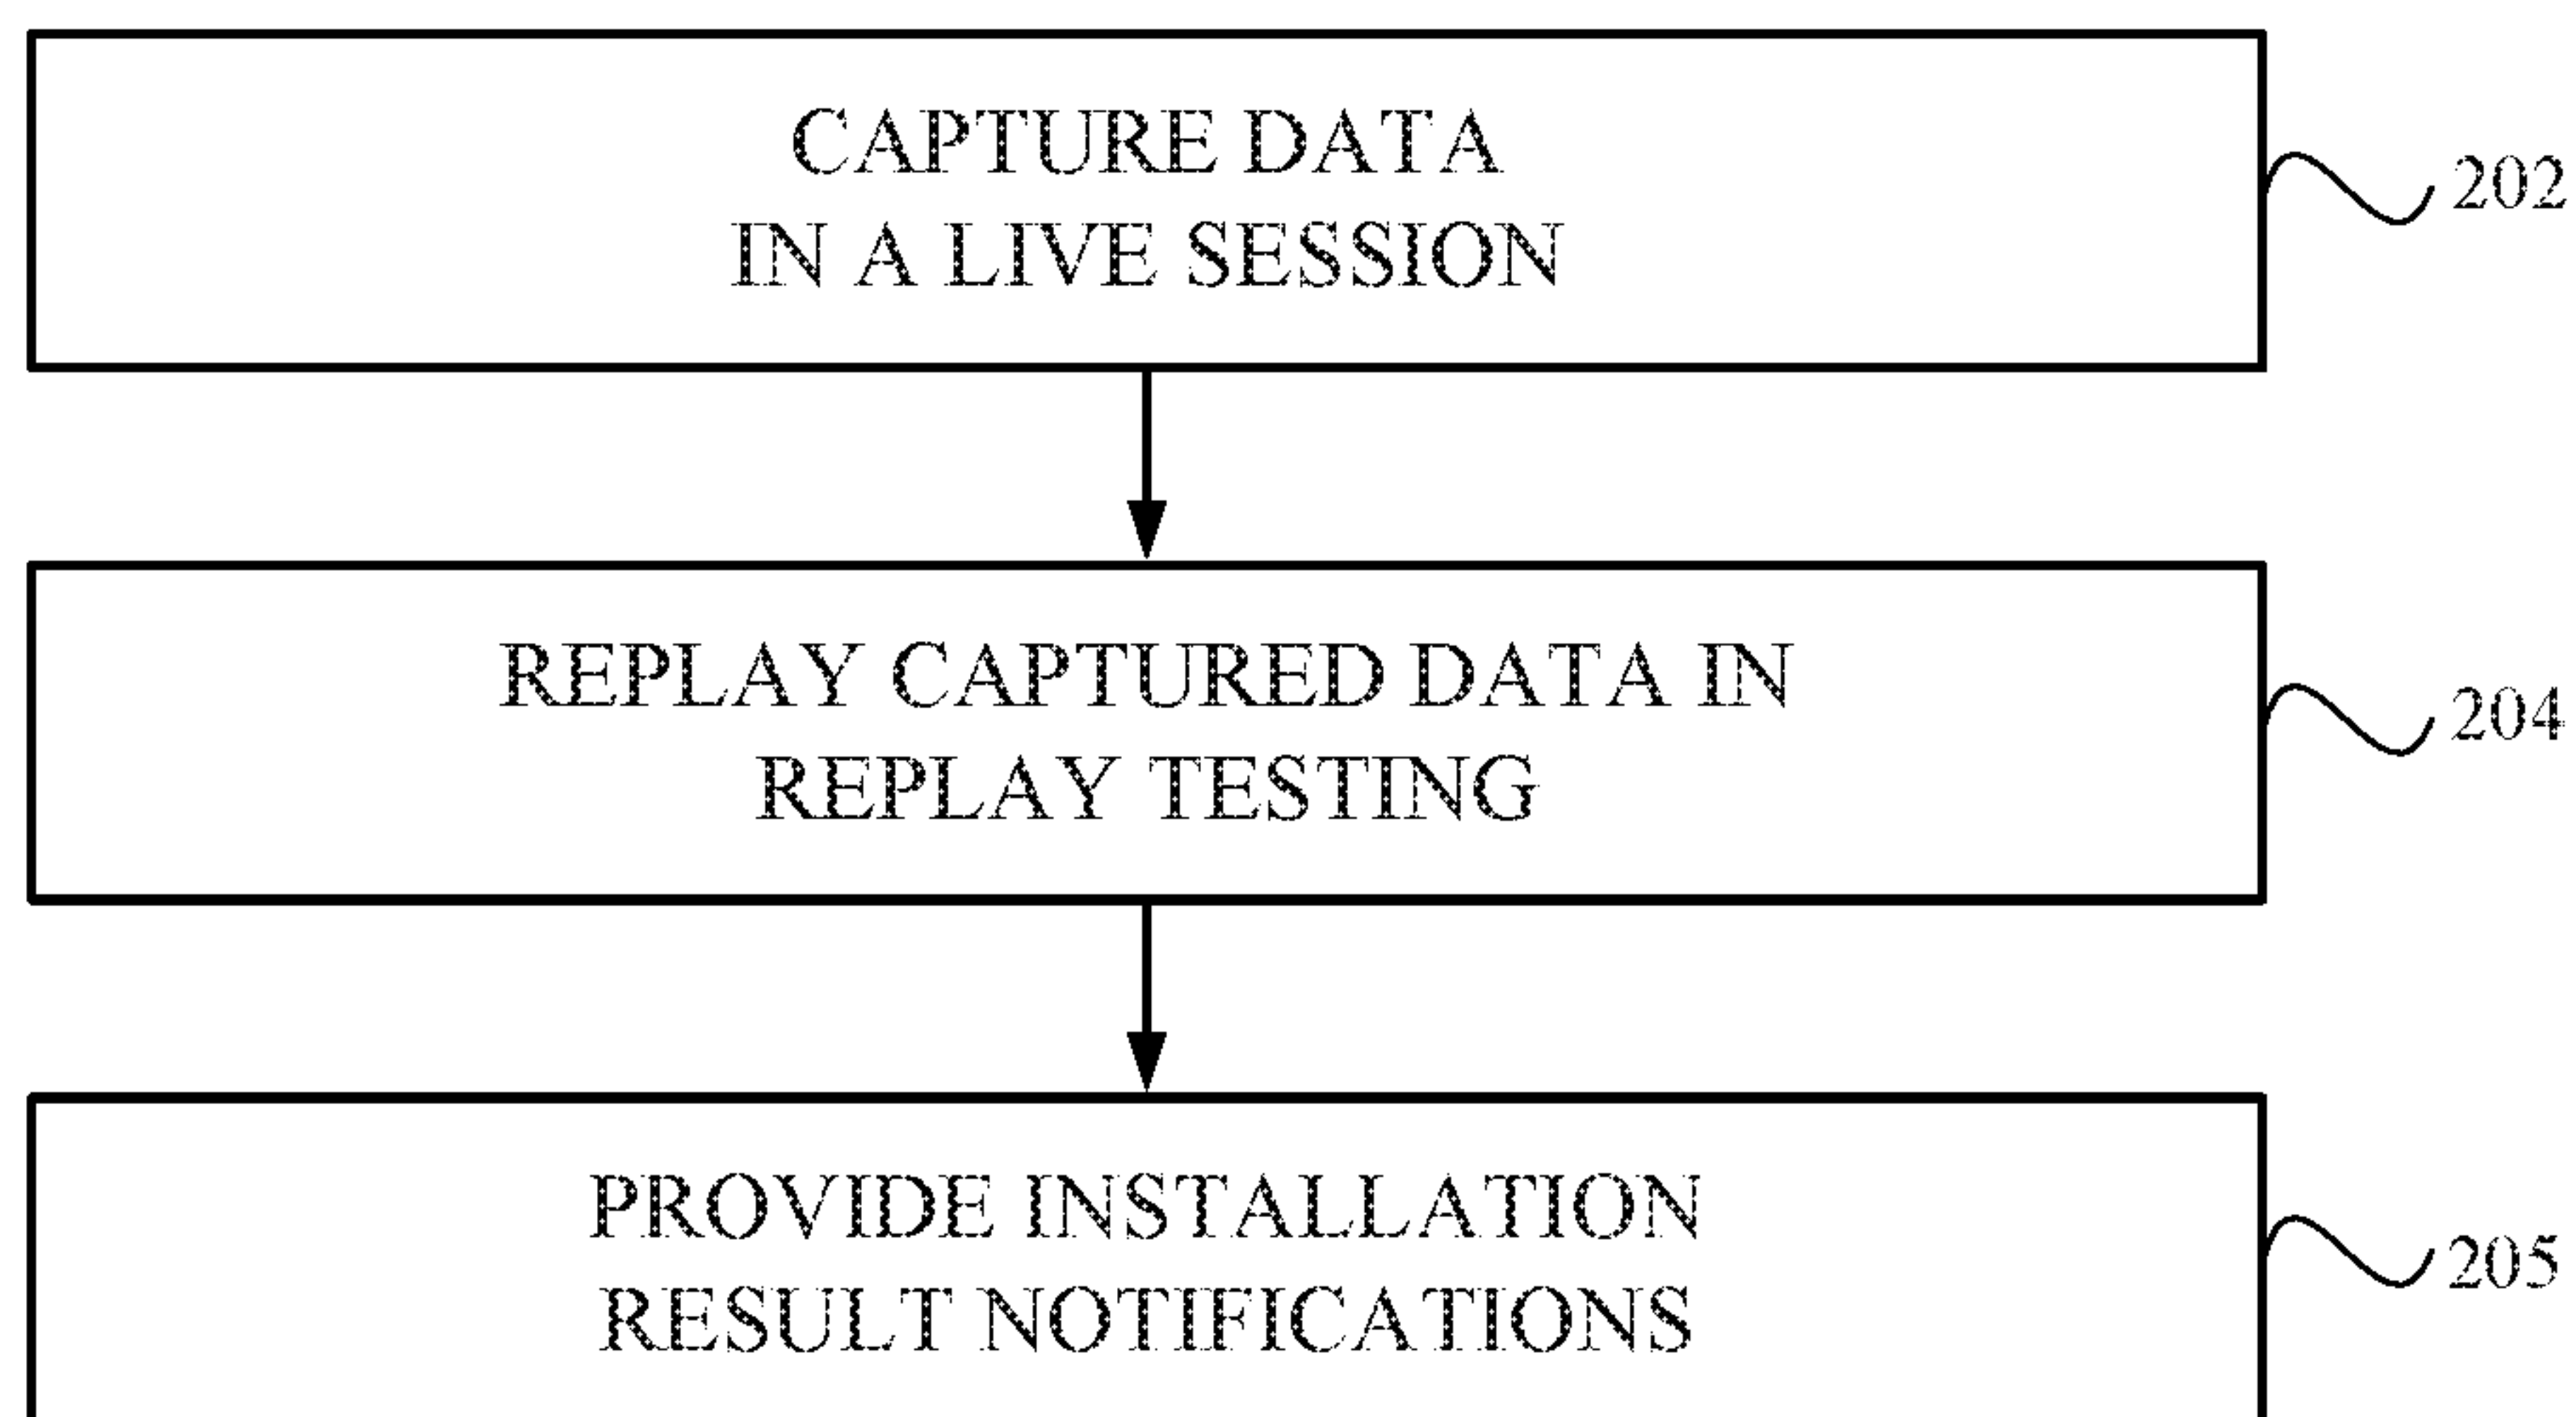 CAPTURE DATA
IN A LIVE SESSION
202
REPLAY CAPTURED DATA IN
REPLAY TESTING
204
PROVIDE INSTALLATION
RESULT NOTIFICATIONS
205